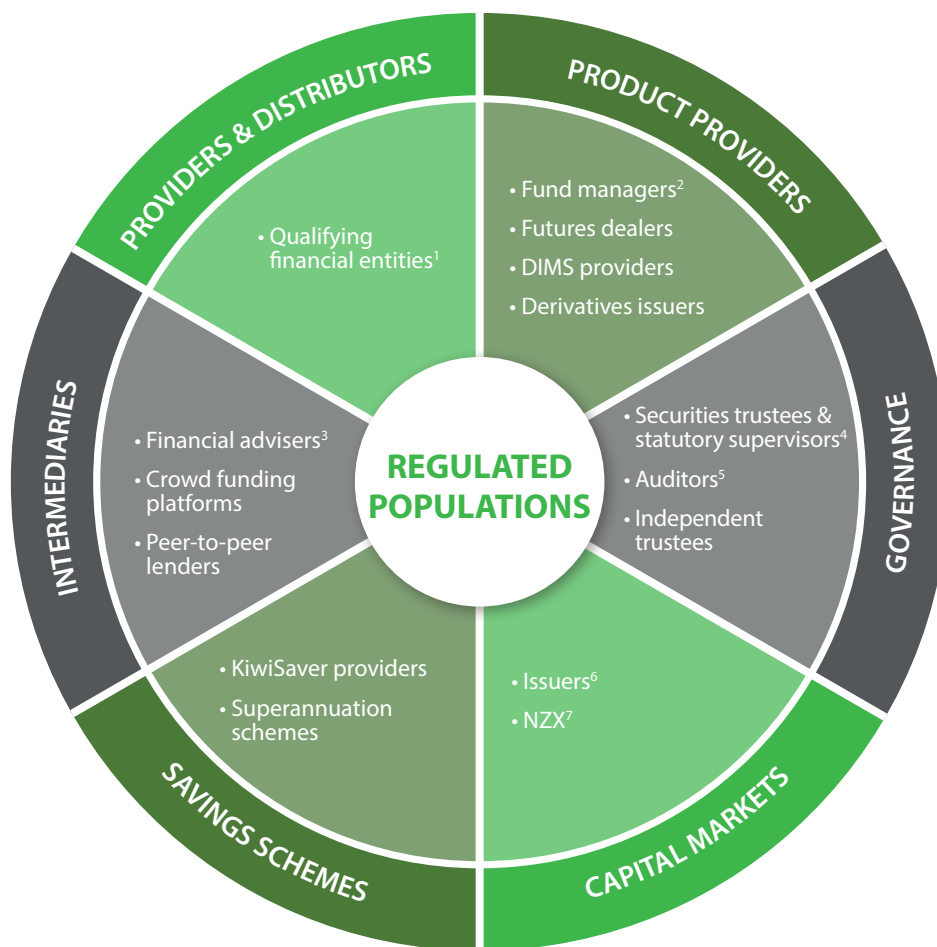 PROVIDERS & DISTRIBUTORS
• Qualifying
financial entities¹
PRODUCT PROVIDERS
• Fund managers²
• Futures dealers
• DIMS providers
• Derivatives issuers
INTERMEDIARIES
• Financial advisers³
• Crowd funding
platforms
• Peer-to-peer
lenders
REGULATED
POPULATIONS
GOVERNANCE
• Securities trustees &
statutory supervisors⁴
• Auditors⁵
• Independent
trustees
SAVINGS SCHEMES
• KiwiSaver providers
• Superannuation
schemes
CAPITAL MARKETS
• Issuers⁶
• NZX⁷